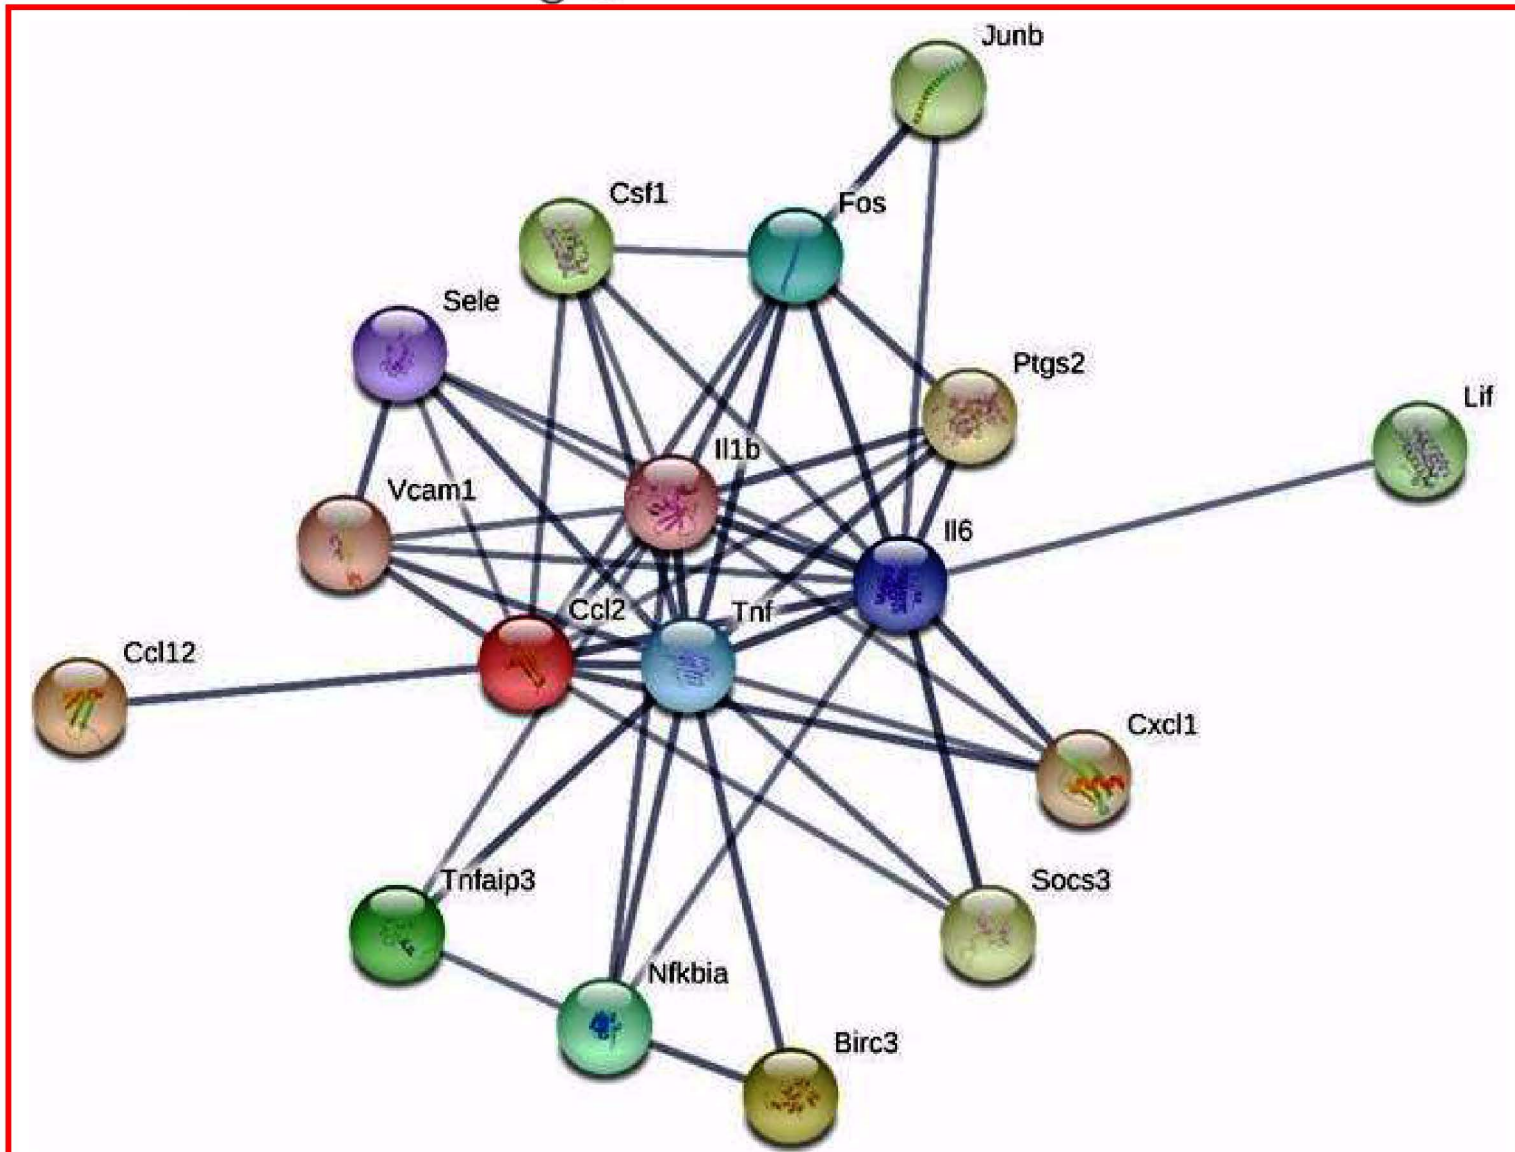 Junb
Csf1
Fos
Sele
Ptgs2
Lif
Il1b
Vcam1
Il6
Ccl2
Tnf
Ccl12
Cxcl1
Tnfaip3
Socs3
Nfkbia
Birc3